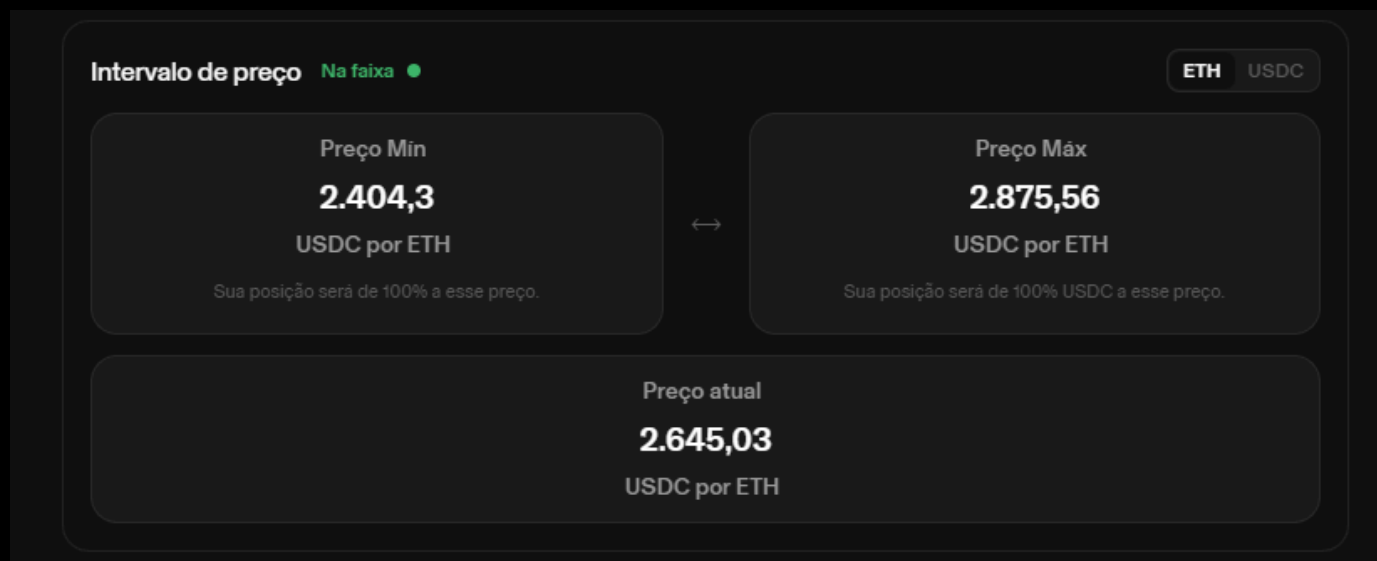 Intervalo de preço Na faixa ETH USDC
Preço Mín
2.404,3
USDC por ETH
Sua posição será de 100% a esse preço.
Preço Máx
2.875,56
USDC por ETH
Sua posição será de 100% USDC a esse preço.
Preço atual
2.645,03
USDC por ETH